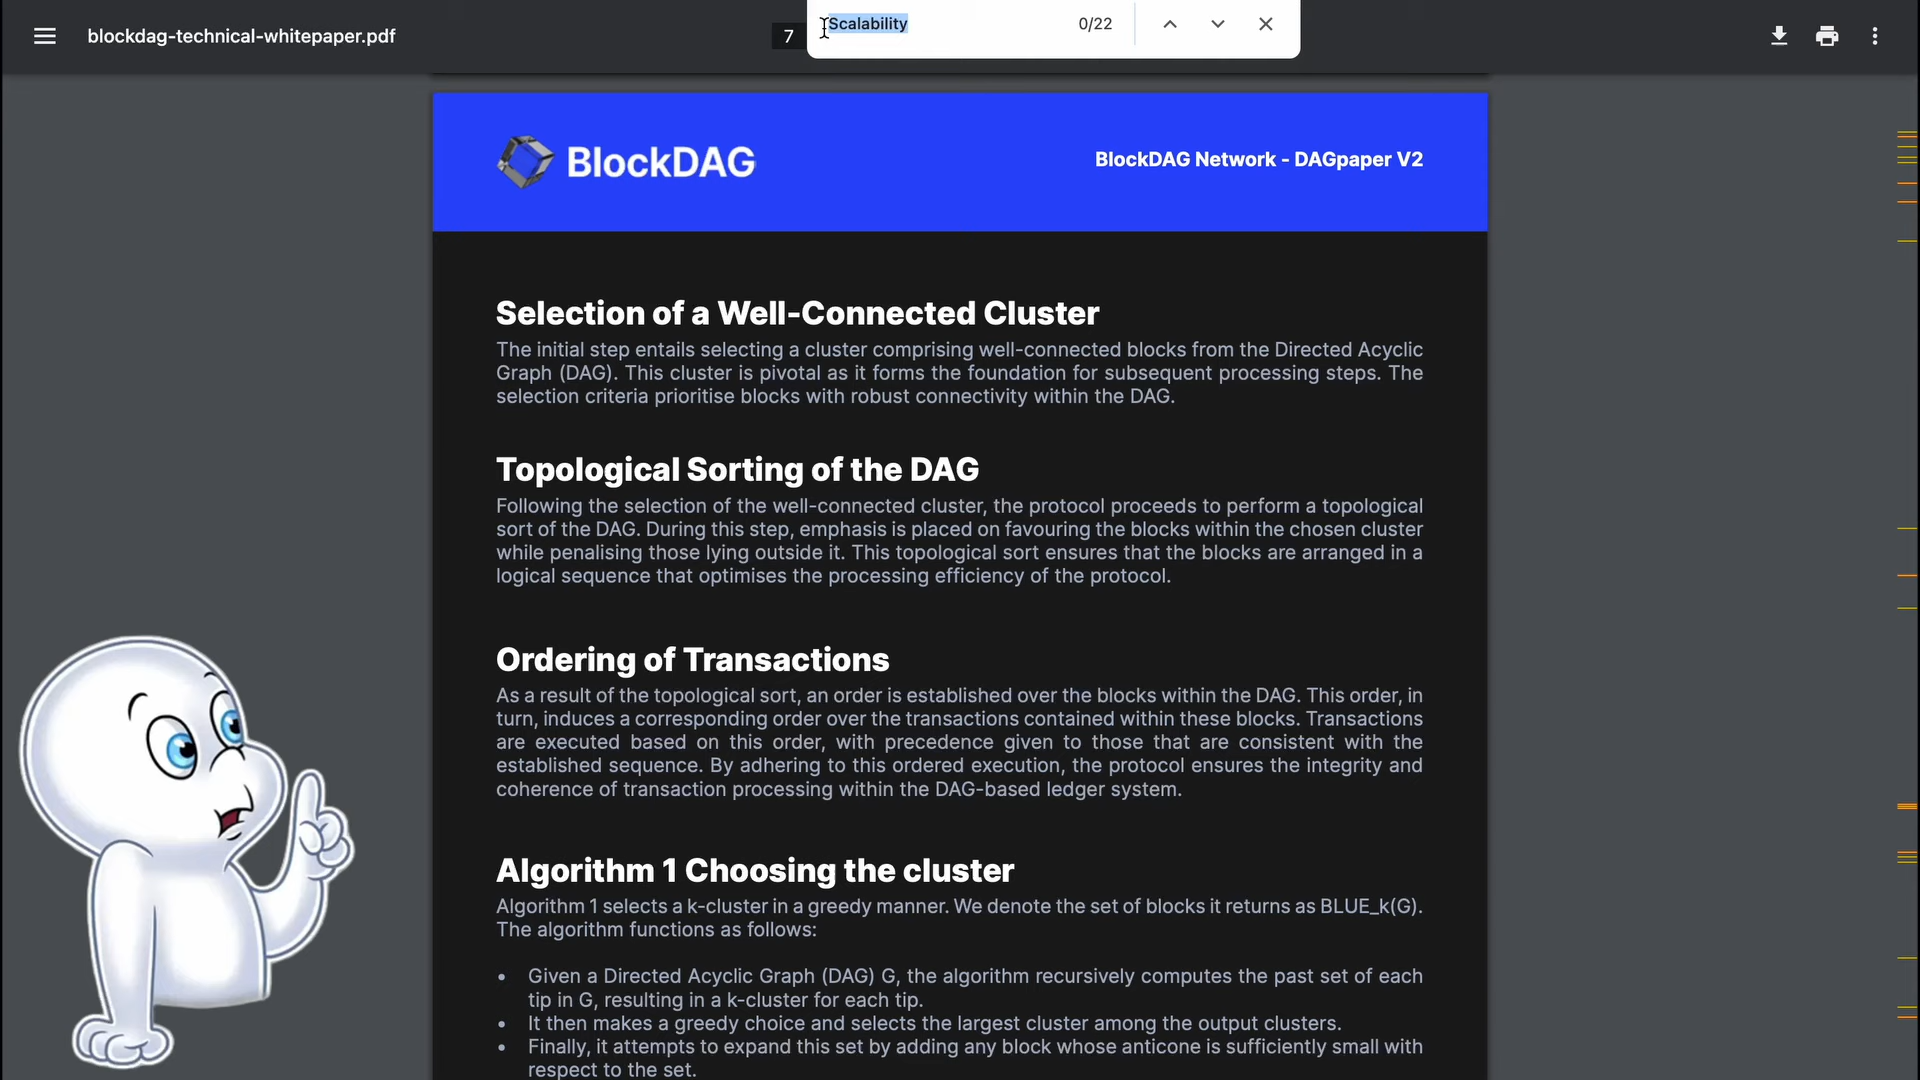 blockdag-technical-whitepaper.pdf
7
Scalability
0/22
BlockDAG
BlockDAG Network - DAGpaper V2
Selection of a Well-Connected Cluster
The initial step entails selecting a cluster comprising well-connected blocks from the Directed Acyclic
Graph (DAG). This cluster is pivotal as it forms the foundation for subsequent processing steps. The
selection criteria prioritise blocks with robust connectivity within the DAG.
Topological Sorting of the DAG
Following the selection of the well-connected cluster, the protocol proceeds to perform a topological
sort of the DAG. During this step, emphasis is placed on favouring the blocks within the chosen cluster
while penalising those lying outside it. This topological sort ensures that the blocks are arranged in a
logical sequence that optimises the processing efficiency of the protocol.
Ordering of Transactions
As a result of the topological sort, an order is established over the blocks within the DAG. This order, in
turn, induces a corresponding order over the transactions contained within these blocks. Transactions
are executed based on this order, with precedence given to those that are consistent with the
established sequence. By adhering to this ordered execution, the protocol ensures the integrity and
coherence of transaction processing within the DAG-based ledger system.
Algorithm 1 Choosing the cluster
Algorithm 1 selects a k-cluster in a greedy manner. We denote the set of blocks it returns as BLUE_k(G).
The algorithm functions as follows:
• Given a Directed Acyclic Graph (DAG) G, the algorithm recursively computes the past set of each
tip in G, resulting in a k-cluster for each tip.
• It then makes a greedy choice and selects the largest cluster among the output clusters.
• Finally, it attempts to expand this set by adding any block whose anticone is sufficiently small with
respect to the set.